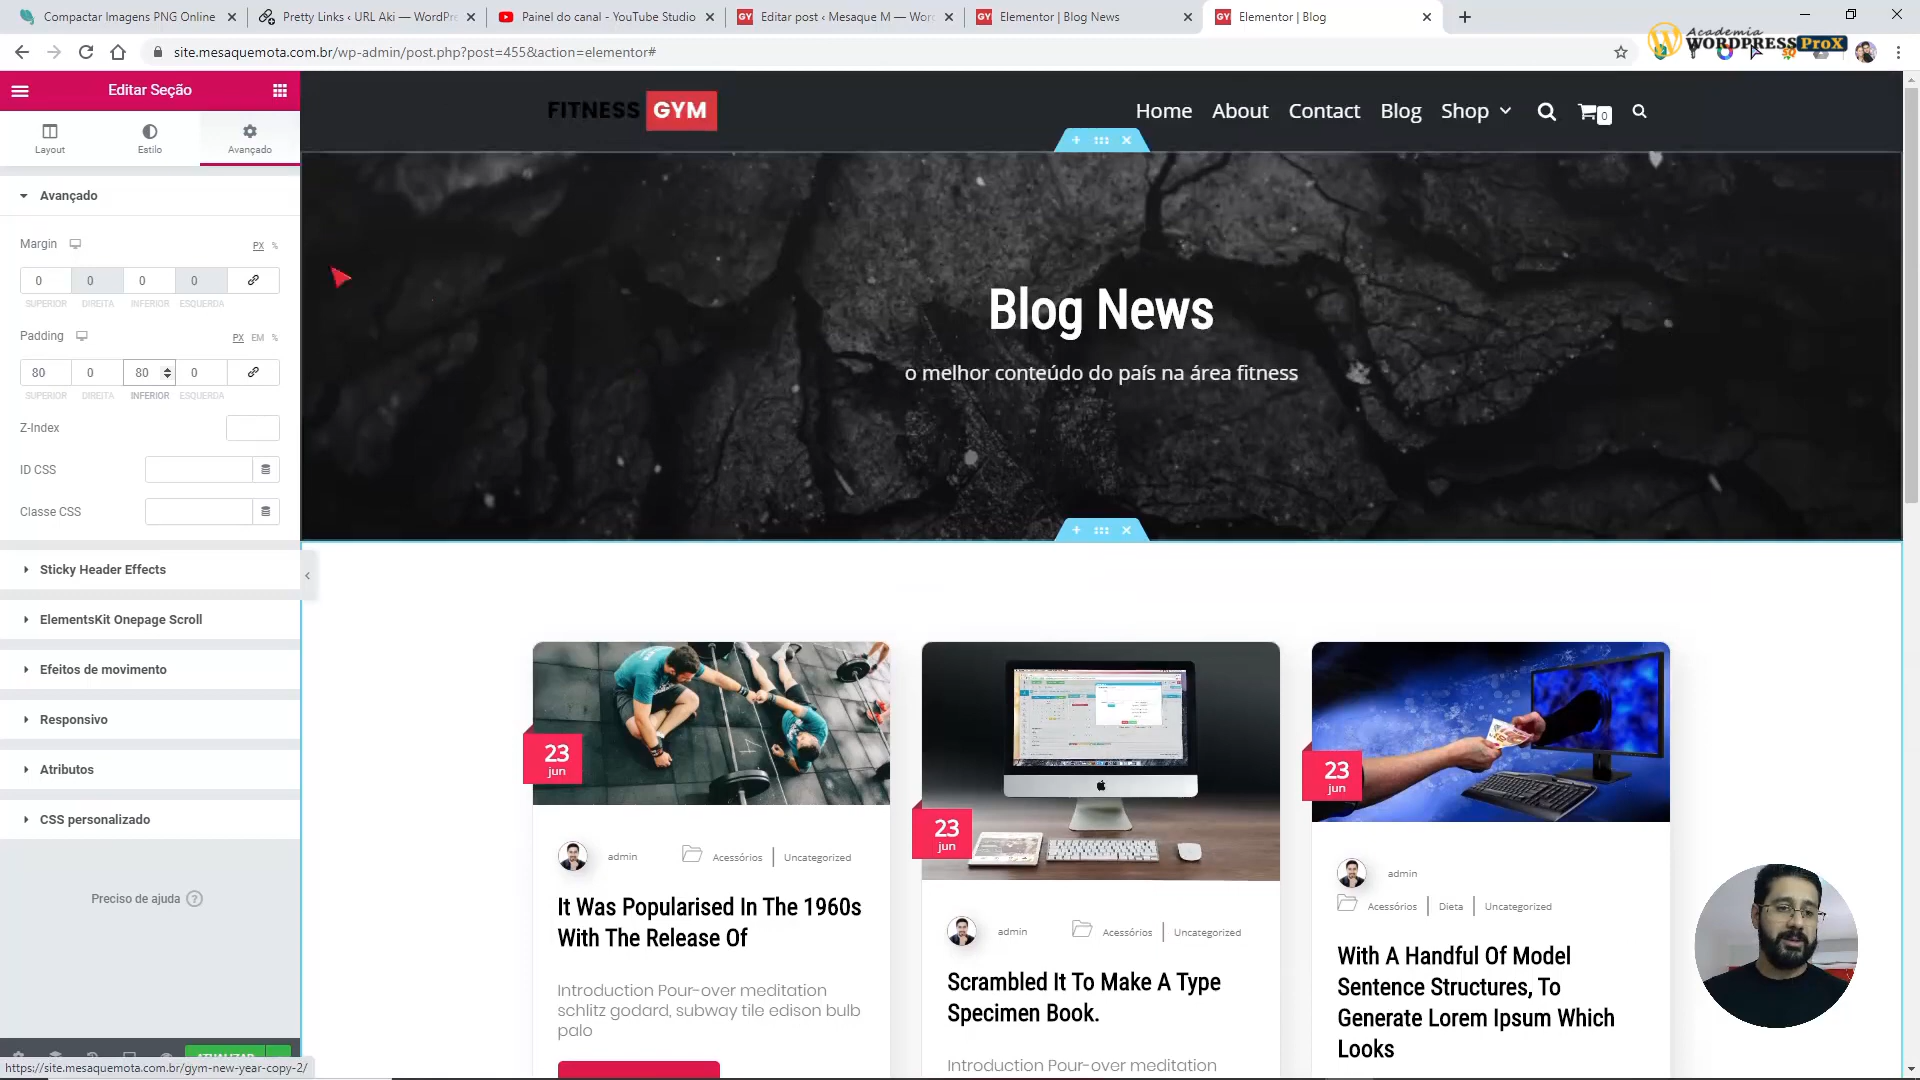 Compactar Imagens PNG Online
Pretty Links ‹ URL Aki — WordPre
Painel do canal - YouTube Studio
Editar post ‹ Mesaque M — Word
Elementor | Blog News
Elementor | Blog
Academia
WORDPRESS ProX
site.mesaquemota.com.br/wp-admin/post.php?post=455&action=elementor#
Editar Seção
Layout
Estilo
Avançado
FITNESS GYM
Home
About
Contact
Blog
Shop
0
Avançado
Margin
PX %
0 0 0 0
SUPERIOR DIREITA INFERIOR ESQUERDA
Padding
PX EM %
80 0 80 0
SUPERIOR DIREITA INFERIOR ESQUERDA
Z-Index
ID CSS
Classe CSS
Sticky Header Effects
ElementsKit Onepage Scroll
Efeitos de movimento
Responsivo
Atributos
CSS personalizado
Preciso de ajuda
ATUALIZAR
https://site.mesaquemota.com.br/gym-new-year-copy-2/
Blog News
o melhor conteúdo do país na área fitness
23
jun
admin
Acessórios | Uncategorized
It Was Popularised In The 1960s
With The Release Of
Introduction Pour-over meditation
schlitz godard, subway tile edison bulb
palo
23
jun
admin
Acessórios | Uncategorized
Scrambled It To Make A Type
Specimen Book.
Introduction Pour-over meditation
23
jun
admin
Acessórios | Dieta | Uncategorized
With A Handful Of Model
Sentence Structures, To
Generate Lorem Ipsum Which
Looks